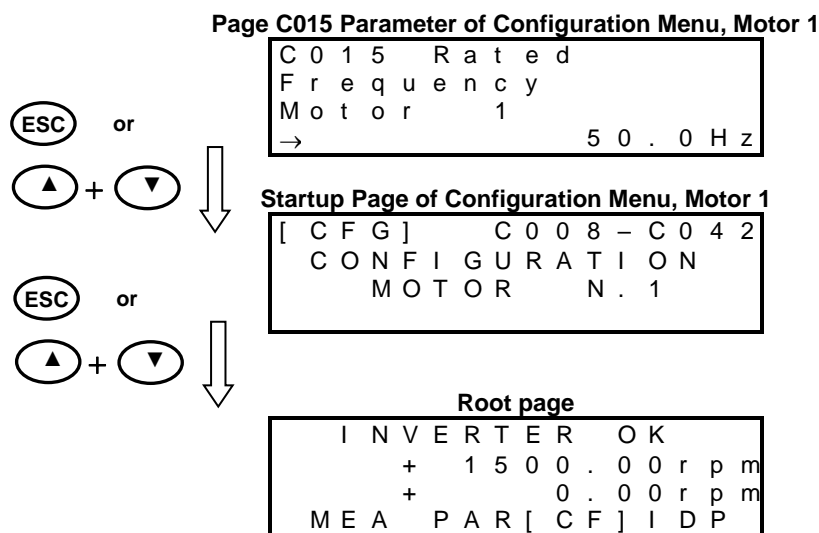 Page C015 Parameter of Configuration Menu, Motor 1
C015 Rated
Frequency
Motor 1
→ 50.0Hz
ESC or
▲ + ▼
Startup Page of Configuration Menu, Motor 1
[CFG] C008–C042
CONFIGURATION
MOTOR N.1
ESC or
▲ + ▼
Root page
INVERTER OK
+ 1500.00rpm
+ 0.00rpm
MEA PAR[CF]IDP